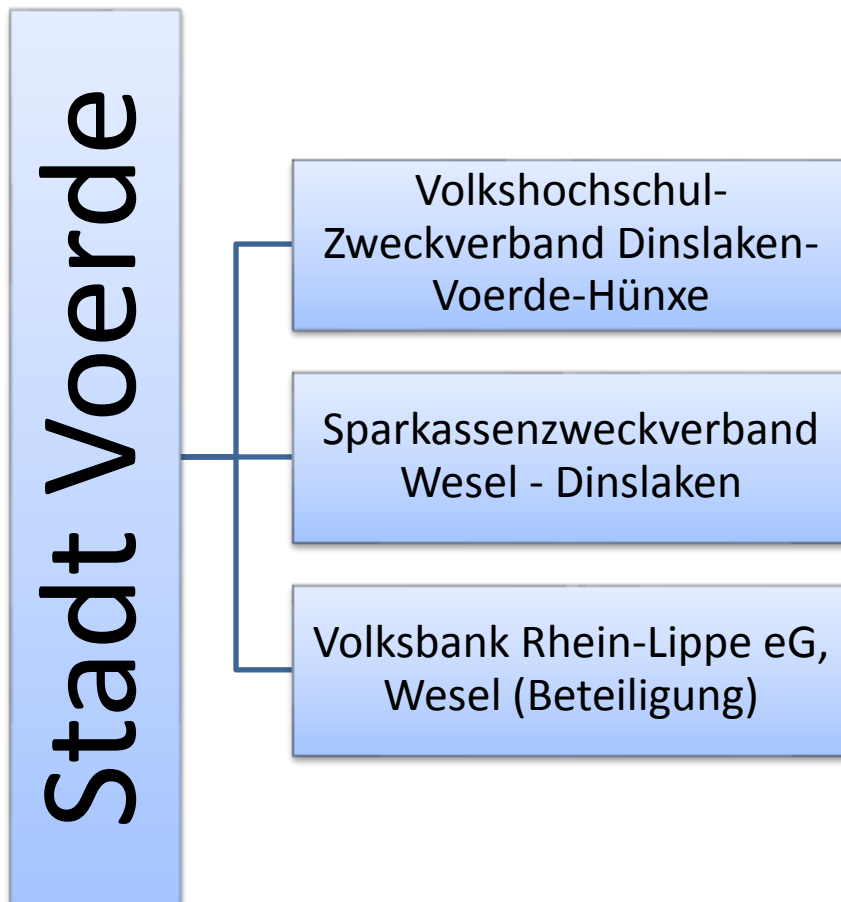 Stadt Voerde
Volkshochschul-
Zweckverband Dinslaken-
Voerde-Hünxe
Sparkassenzweckverband
Wesel - Dinslaken
Volksbank Rhein-Lippe eG,
Wesel (Beteiligung)